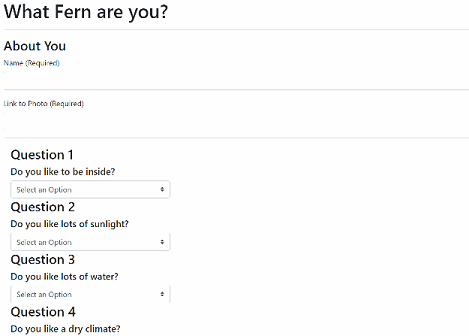 What Fern are you?
About You
Name (Required)
Link to Photo (Required)
Question 1
Do you like to be inside?
Select an Option
Question 2
Do you like lots of sunlight?
Select an Option
Question 3
Do you like lots of water?
Select an Option
Question 4
Do you like a dry climate?